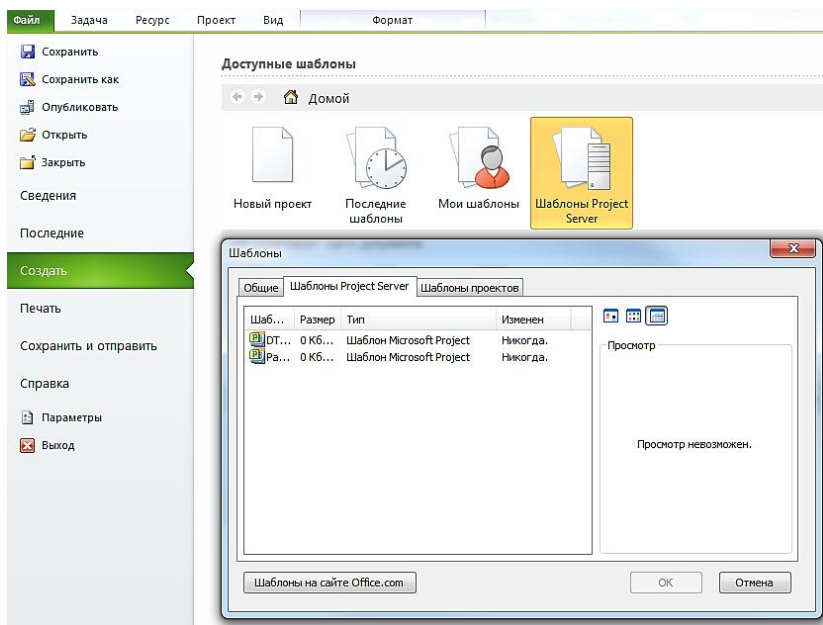 Файл Задача Ресурс Проект Вид Формат
Сохранить
Сохранить как
Опубликовать
Открыть
Закрыть
Сведения
Последние
Создать
Печать
Сохранить и отправить
Справка
Параметры
Выход
Доступные шаблоны
Домой
Новый проект
Последние
шаблоны
Мои шаблоны
Шаблоны Project
Server
Шаблоны
Общие Шаблоны Project Server Шаблоны проектов
Шаб... Размер Тип Изменен
DT... 0 Кб... Шаблон Microsoft Project Никогда.
Pa... 0 Кб... Шаблон Microsoft Project Никогда.
Просмотр
Просмотр невозможен.
Шаблоны на сайте Office.com
ОК Отмена